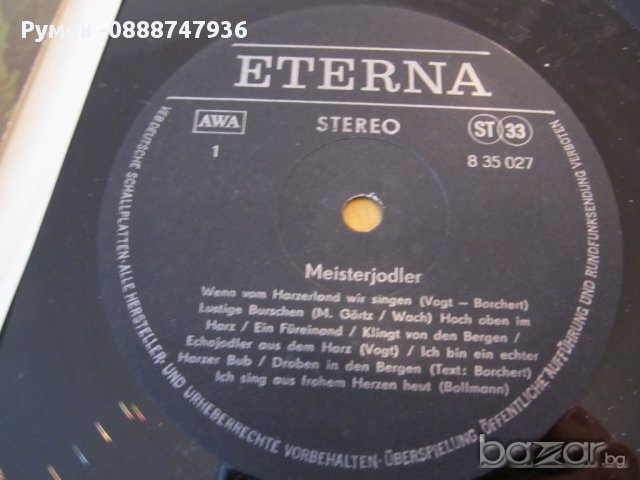 Румен -0888747936
ETERNA
AWA
STEREO
ST 33
1
8 35 027
Meisterjodler
Wenn vom Harzerland wir singen (Vogt – Borchert)
Lustige Burschen (M. Görtz / Wach) Hoch oben im
Harz / Ein Füreinand / Klingt von den Bergen /
Echojodler aus dem Harz (Vogt) / Ich bin ein echter
Harzer Bub / Droben in den Bergen (Text: Borchert)
Ich sing aus frohem Herzen heut (Bollmann)
VEB DEUTSCHE SCHALLPLATTEN · ALLE HERSTELLER- UND URHEBERRECHTE VORBEHALTEN · ÜBERSPIELUNG ÖFFENTLICHE AUFFÜHRUNG UND RUNDFUNKSENDUNG VERBOTEN
bazar.bg